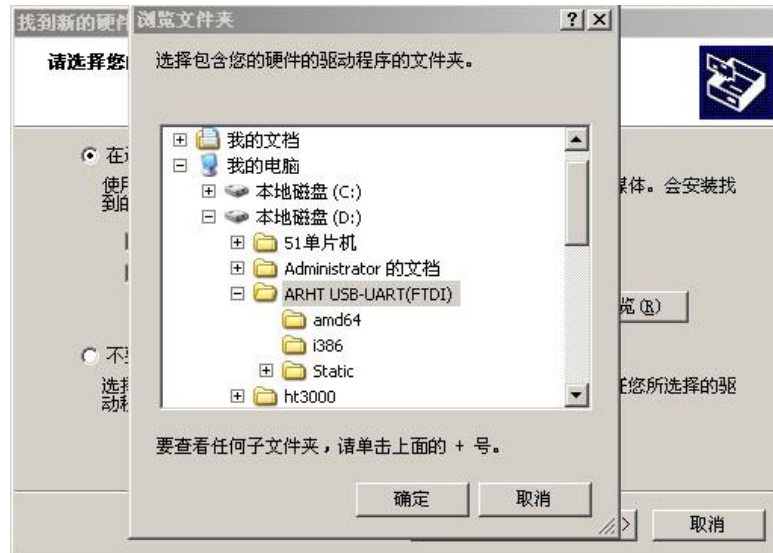 找到新的硬件
浏览文件夹
请选择您
选择包含您的硬件的驱动程序的文件夹。
我的文档
我的电脑
本地磁盘 (C:)
本地磁盘 (D:)
51单片机
Administrator 的文档
ARHT USB-UART(FTDI)
amd64
i386
Static
ht3000
在
使用
到的
媒体。会安装找
览(R)
不
选择
动程
您所选择的驱
要查看任何子文件夹，请单击上面的 + 号。
确定
取消
>
取消